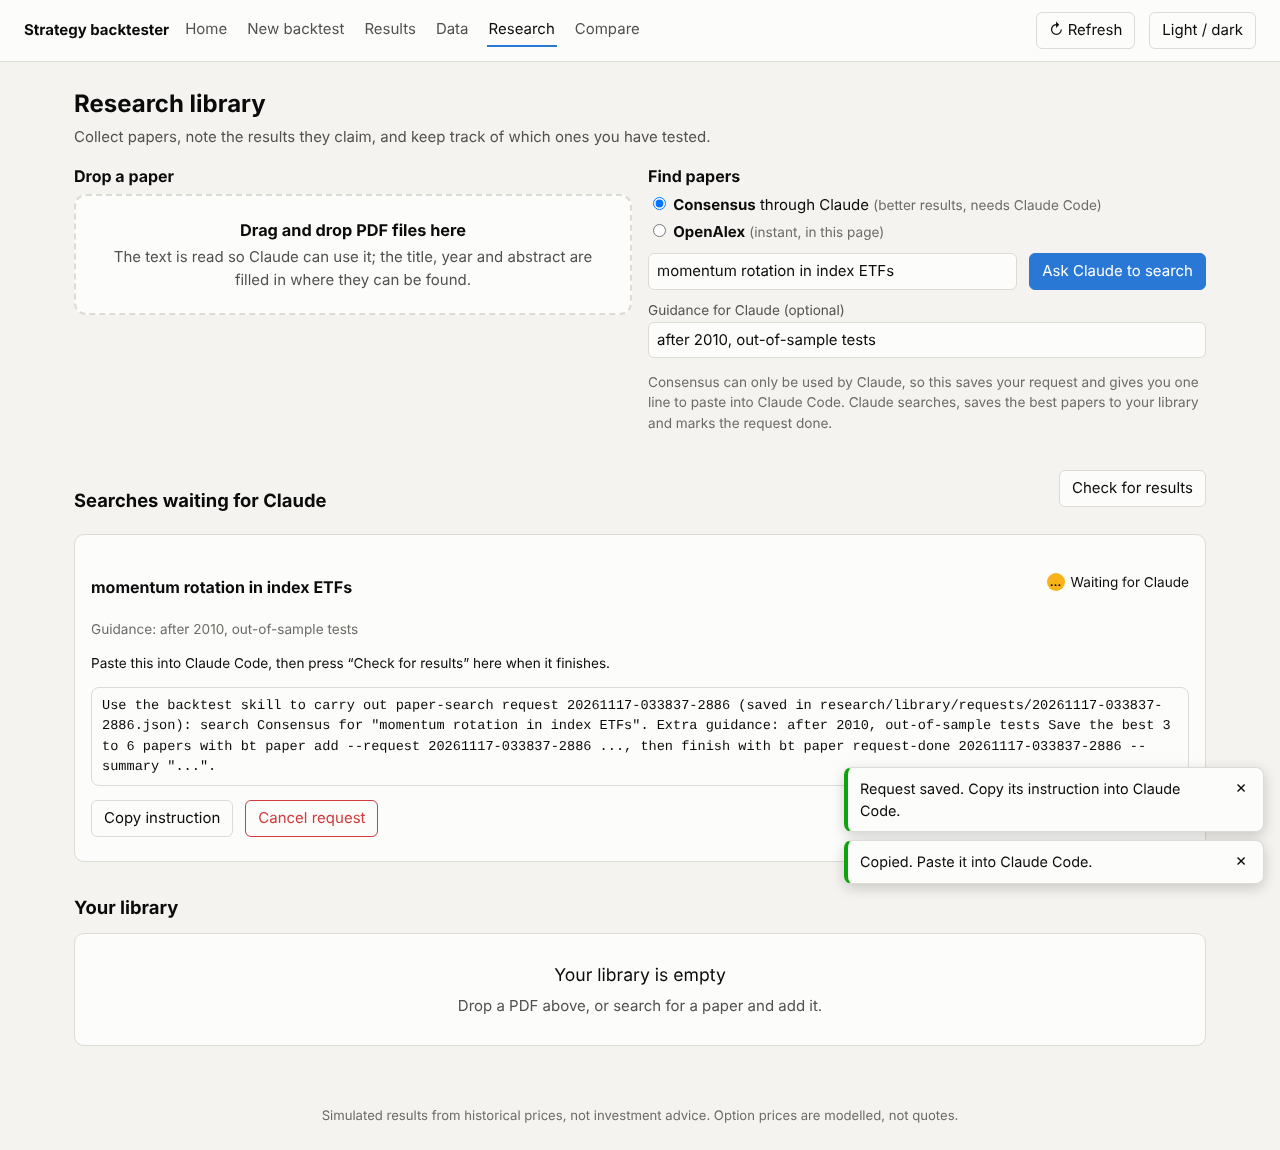 Strategy backtester Home New backtest Results Data Research Compare ↻ Refresh Light / dark
Research library
Collect papers, note the results they claim, and keep track of which ones you have tested.
Drop a paper
Drag and drop PDF files here
The text is read so Claude can use it; the title, year and abstract are
filled in where they can be found.
Find papers
Consensus through Claude (better results, needs Claude Code)
OpenAlex (instant, in this page)
momentum rotation in index ETFs Ask Claude to search
Guidance for Claude (optional)
after 2010, out-of-sample tests
Consensus can only be used by Claude, so this saves your request and gives you one
line to paste into Claude Code. Claude searches, saves the best papers to your library
and marks the request done.
Searches waiting for Claude Check for results
momentum rotation in index ETFs … Waiting for Claude
Guidance: after 2010, out-of-sample tests
Paste this into Claude Code, then press “Check for results” here when it finishes.
Use the backtest skill to carry out paper-search request 20261117-033837-2886 (saved in research/library/requests/20261117-033837-
2886.json): search Consensus for "momentum rotation in index ETFs". Extra guidance: after 2010, out-of-sample tests Save the best 3
to 6 papers with bt paper add --request 20261117-033837-2886 ..., then finish with bt paper request-done 20261117-033837-2886 --
summary "...".
Copy instruction Cancel request
Request saved. Copy its instruction into Claude ✕
Code.
Copied. Paste it into Claude Code. ✕
Your library
Your library is empty
Drop a PDF above, or search for a paper and add it.
Simulated results from historical prices, not investment advice. Option prices are modelled, not quotes.